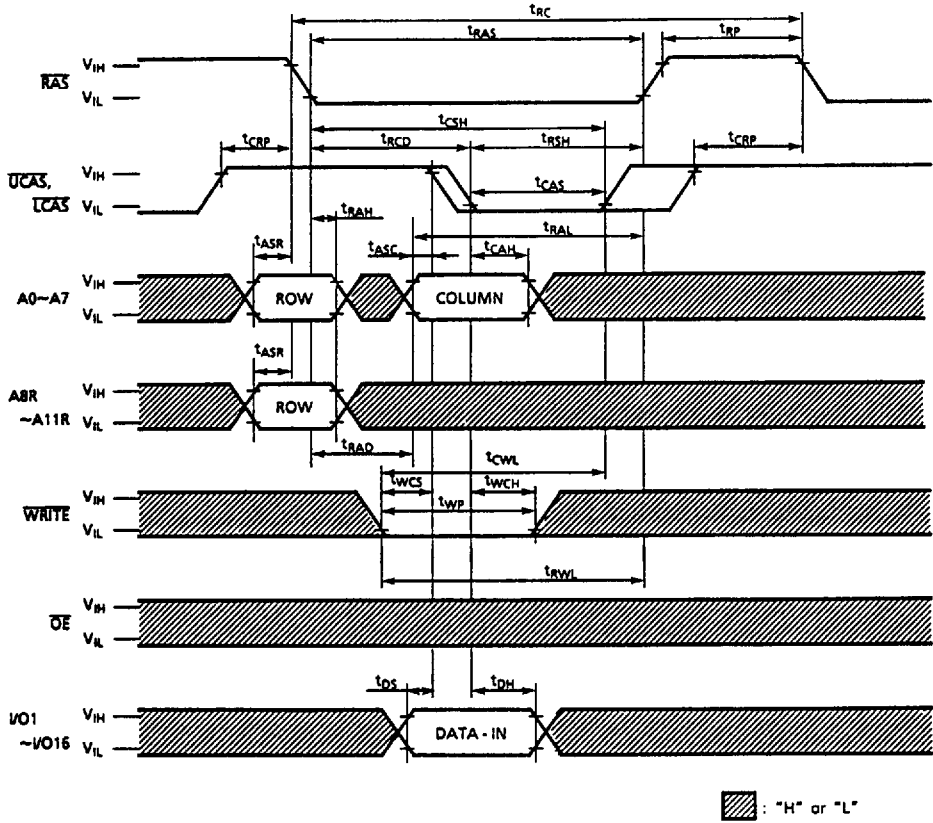 tRC
tRAS
tRP
RAS
VIH
VIL
tCSH
tCRP
tRCD
tRSH
tCRP
UCAS,
LCAS
VIH
VIL
tCAS
tRAH
tRAL
tASR
tASC
tCAH
A0~A7
VIH
VIL
ROW
COLUMN
tASR
A8R
~A11R
VIH
VIL
ROW
tRAD
tCWL
tWCS
tWCH
WRITE
VIH
VIL
tWP
tRWL
OE
VIH
VIL
tDS
tDH
I/O1
~I/O16
VIH
VIL
DATA - IN
: "H" or "L"